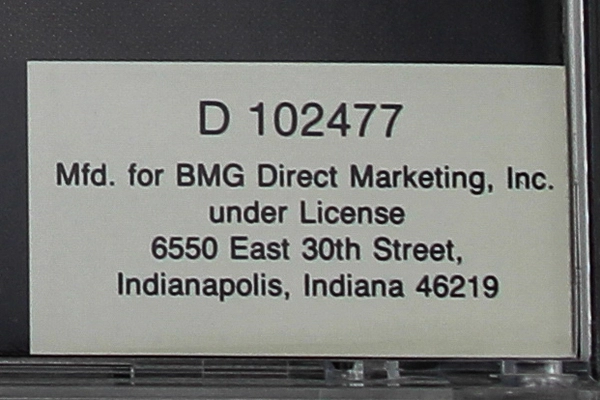 D 102477
Mfd. for BMG Direct Marketing, Inc.
under License
6550 East 30th Street,
Indianapolis, Indiana 46219